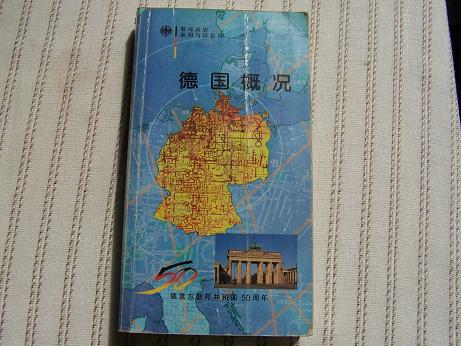 联邦政府
新闻与信息局
德国概况
50
德意志联邦共和国 50 周年